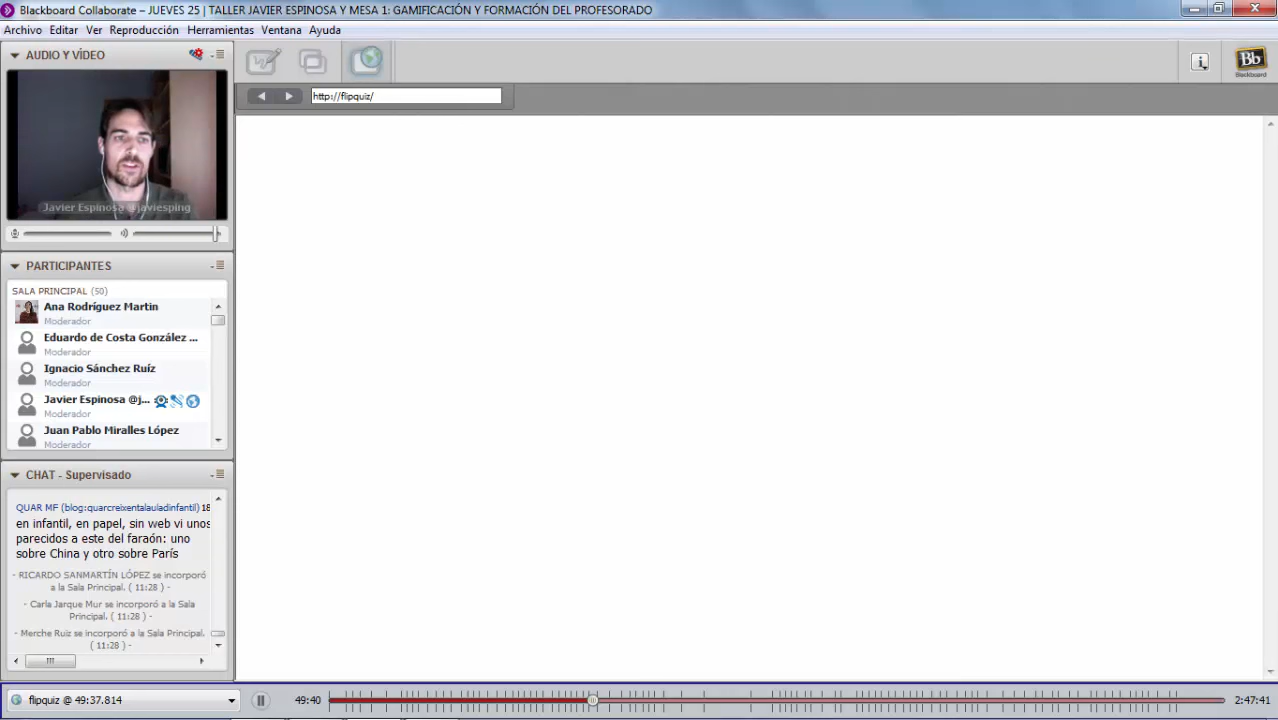 Blackboard Collaborate – JUEVES 25 | TALLER JAVIER ESPINOSA Y MESA 1: GAMIFICACIÓN Y FORMACIÓN DEL PROFESORADO
Archivo Editar Ver Reproducción Herramientas Ventana Ayuda
AUDIO Y VÍDEO
Javier Espinosa @javiesping
http://flipquiz/
i
Bb
Blackboard
PARTICIPANTES
SALA PRINCIPAL (50)
Ana Rodríguez Martin
Moderador
Eduardo de Costa González ...
Moderador
Ignacio Sánchez Ruíz
Moderador
Javier Espinosa @j...
Moderador
Juan Pablo Miralles López
Moderador
CHAT - Supervisado
QUAR MF (blog:quarcreixentalauladinfantil) 18
en infantil, en papel, sin web vi unos
parecidos a este del faraón: uno
sobre China y otro sobre París
- RICARDO SANMARTÍN LÓPEZ se incorporó
a la Sala Principal. ( 11:28 ) -
- Carla Jarque Mur se incorporó a la Sala
Principal. ( 11:28 ) -
- Merche Ruiz se incorporó a la Sala Principal.
( 11:28 ) -
flipquiz @ 49:37.814
49:40
2:47:41